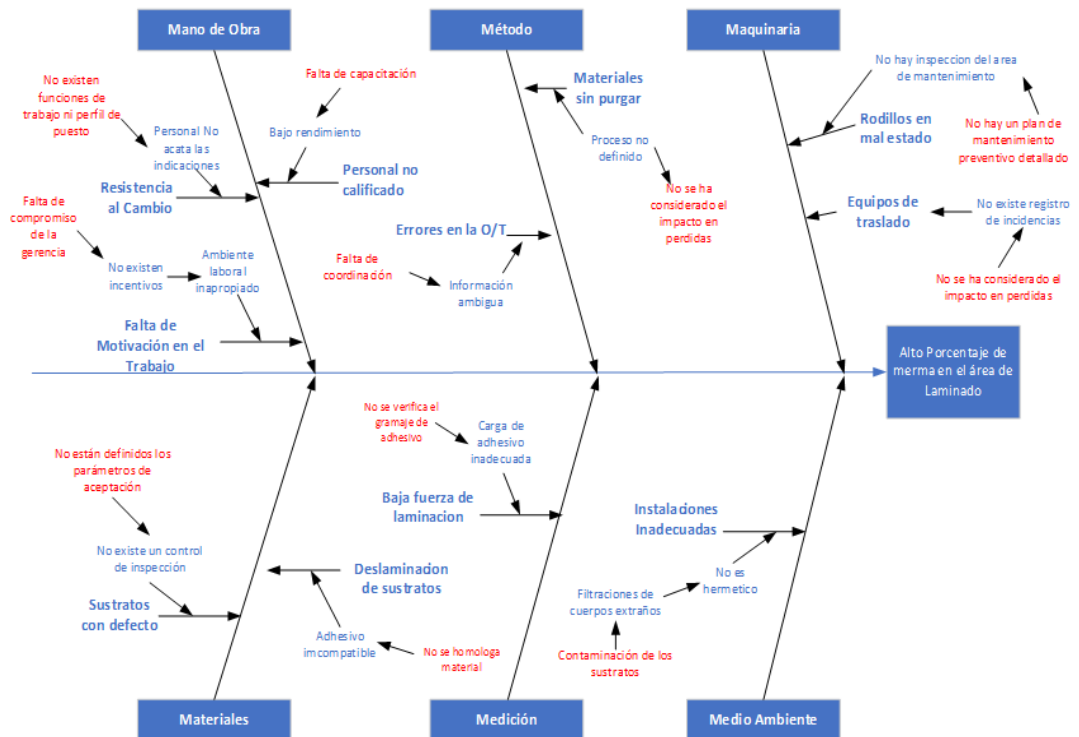 Mano de Obra
Método
Maquinaria
No existen
funciones de
trabajo ni perfil de
puesto
Falta de capacitación
Personal No
acata las
indicaciones
Bajo rendimiento
Resistencia
al Cambio
Personal no
calificado
Falta de
compromiso
de la
gerencia
No existen
incentivos
Ambiente
laboral
inapropiado
Falta de
Motivación en el
Trabajo
Materiales
sin purgar
Proceso no
definido
No se ha
considerado el
impacto en
perdidas
Errores en la O/T
Falta de
coordinación
Información
ambigua
No hay inspeccion del area
de mantenimiento
Rodillos en
mal estado
No hay un plan de
mantenimiento
preventivo detallado
Equipos de
traslado
No existe registro
de incidencias
No se ha considerado el
impacto en perdidas
Alto Porcentaje de
merma en el área de
Laminado
No están definidos los
parámetros de
aceptación
No existe un control
de inspección
Sustratos
con defecto
Deslaminacion
de sustratos
Adhesivo
imcompatible
No se homologa
material
No se verifica el
gramaje de
adhesivo
Carga de
adhesivo
inadecuada
Baja fuerza de
laminacion
Instalaciones
Inadecuadas
No es
hermetico
Filtraciones de
cuerpos extraños
Contaminación de los
sustratos
Materiales
Medición
Medio Ambiente